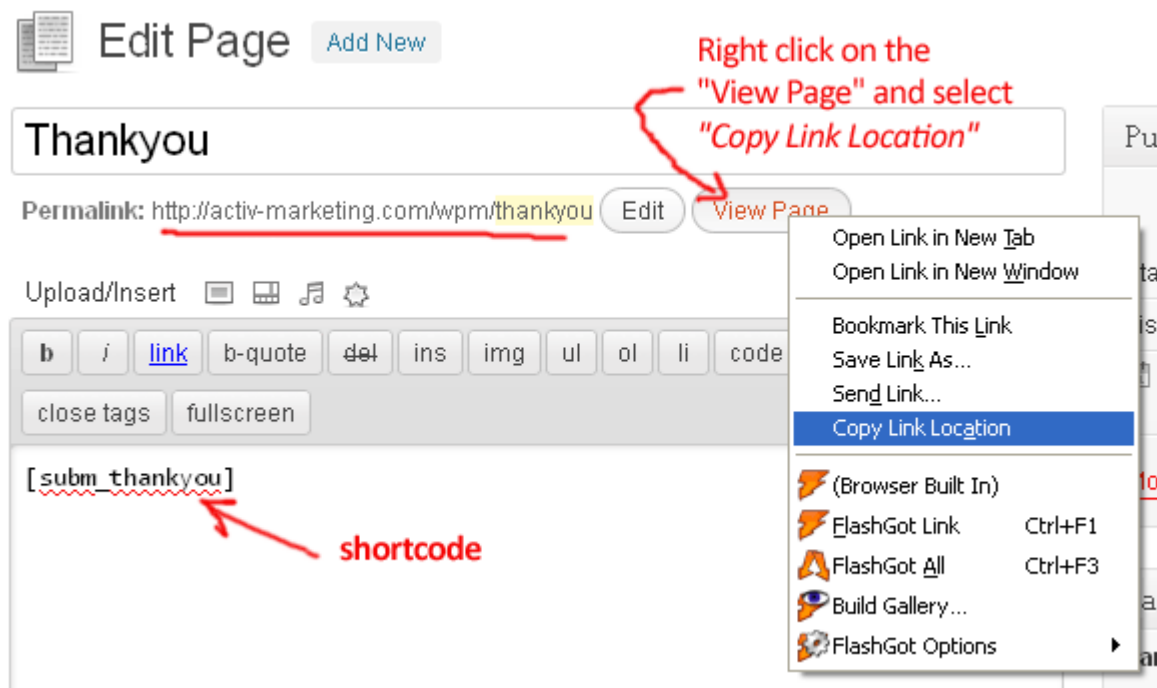 Edit Page Add New
Right click on the
"View Page" and select
"Copy Link Location"
Thankyou
Permalink: http://activ-marketing.com/wpm/thankyou Edit View Page
Open Link in New Tab
Open Link in New Window
Upload/Insert
Bookmark This Link
b i link b-quote del ins img ul ol li code
Save Link As...
Send Link...
close tags fullscreen
Copy Link Location
[subm_thankyou]
shortcode
(Browser Built In)
FlashGot Link Ctrl+F1
FlashGot All Ctrl+F3
Build Gallery...
FlashGot Options